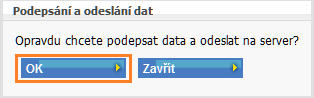 Podepsání a odeslání dat
Opravdu chcete podepsat data a odeslat na server?
OK Zavřít